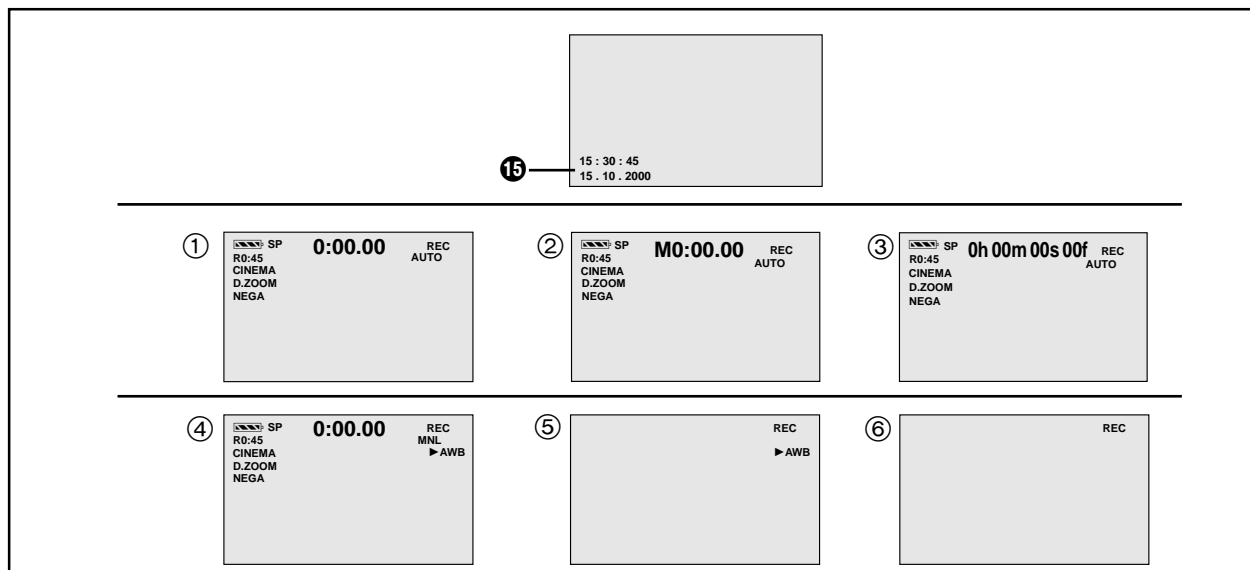 15 : 30 : 45
⓯ 15 . 10 . 2000
① SP 0:00.00 REC
R0:45 AUTO
CINEMA
D.ZOOM
NEGA
② SP M0:00.00 REC
R0:45 AUTO
CINEMA
D.ZOOM
NEGA
③ SP 0h 00m 00s 00f REC
R0:45 AUTO
CINEMA
D.ZOOM
NEGA
④ SP 0:00.00 REC
R0:45 MNL
CINEMA ►AWB
D.ZOOM
NEGA
⑤ REC
►AWB
⑥ REC